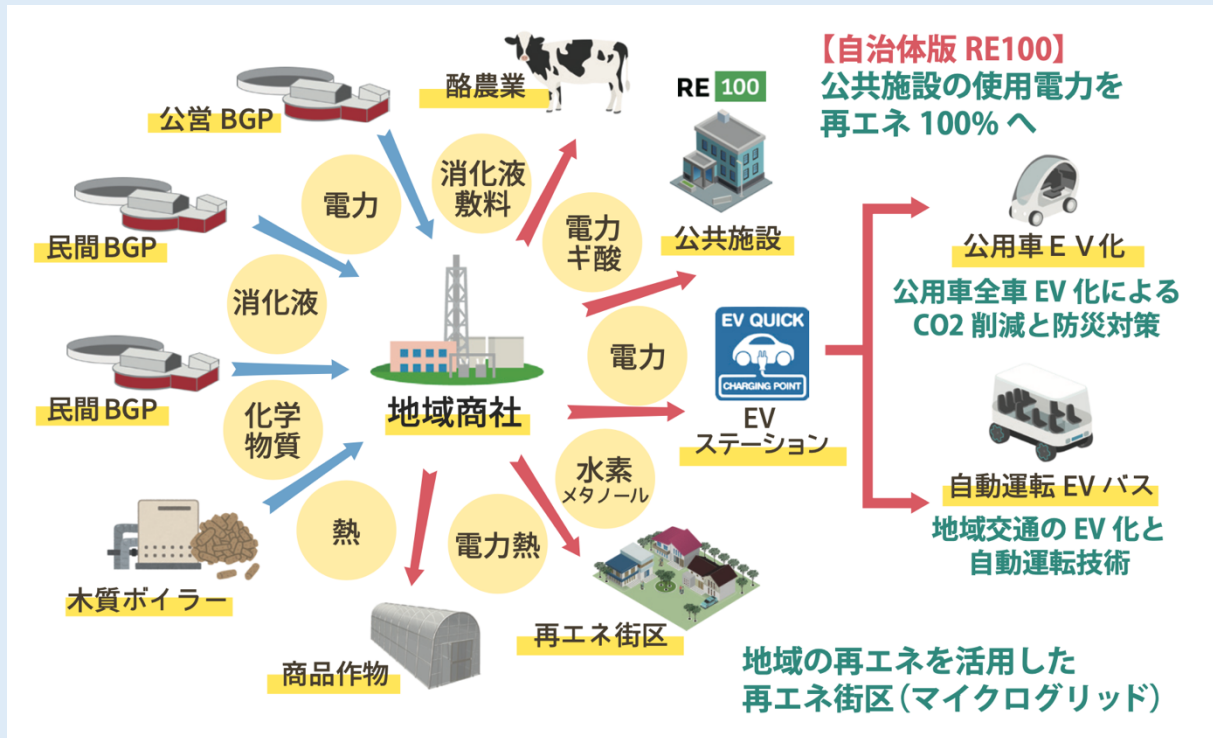 【自治体版 RE100】
公共施設の使用電力を
再エネ 100% へ
公営 BGP
酪農業
RE 100
民間 BGP
電力
消化液
敷料
電力
ギ酸
公共施設
公用車 E V 化
公用車全車 EV 化による
CO2 削減と防災対策
消化液
民間 BGP
地域商社
電力
EV QUICK
CHARGING POINT
EV
ステーション
化学
物質
水素
メタノール
自動運転 EV バス
地域交通の EV 化と
自動運転技術
木質ボイラー
熱
電力熱
商品作物
再エネ街区
地域の再エネを活用した
再エネ街区(マイクログリッド)